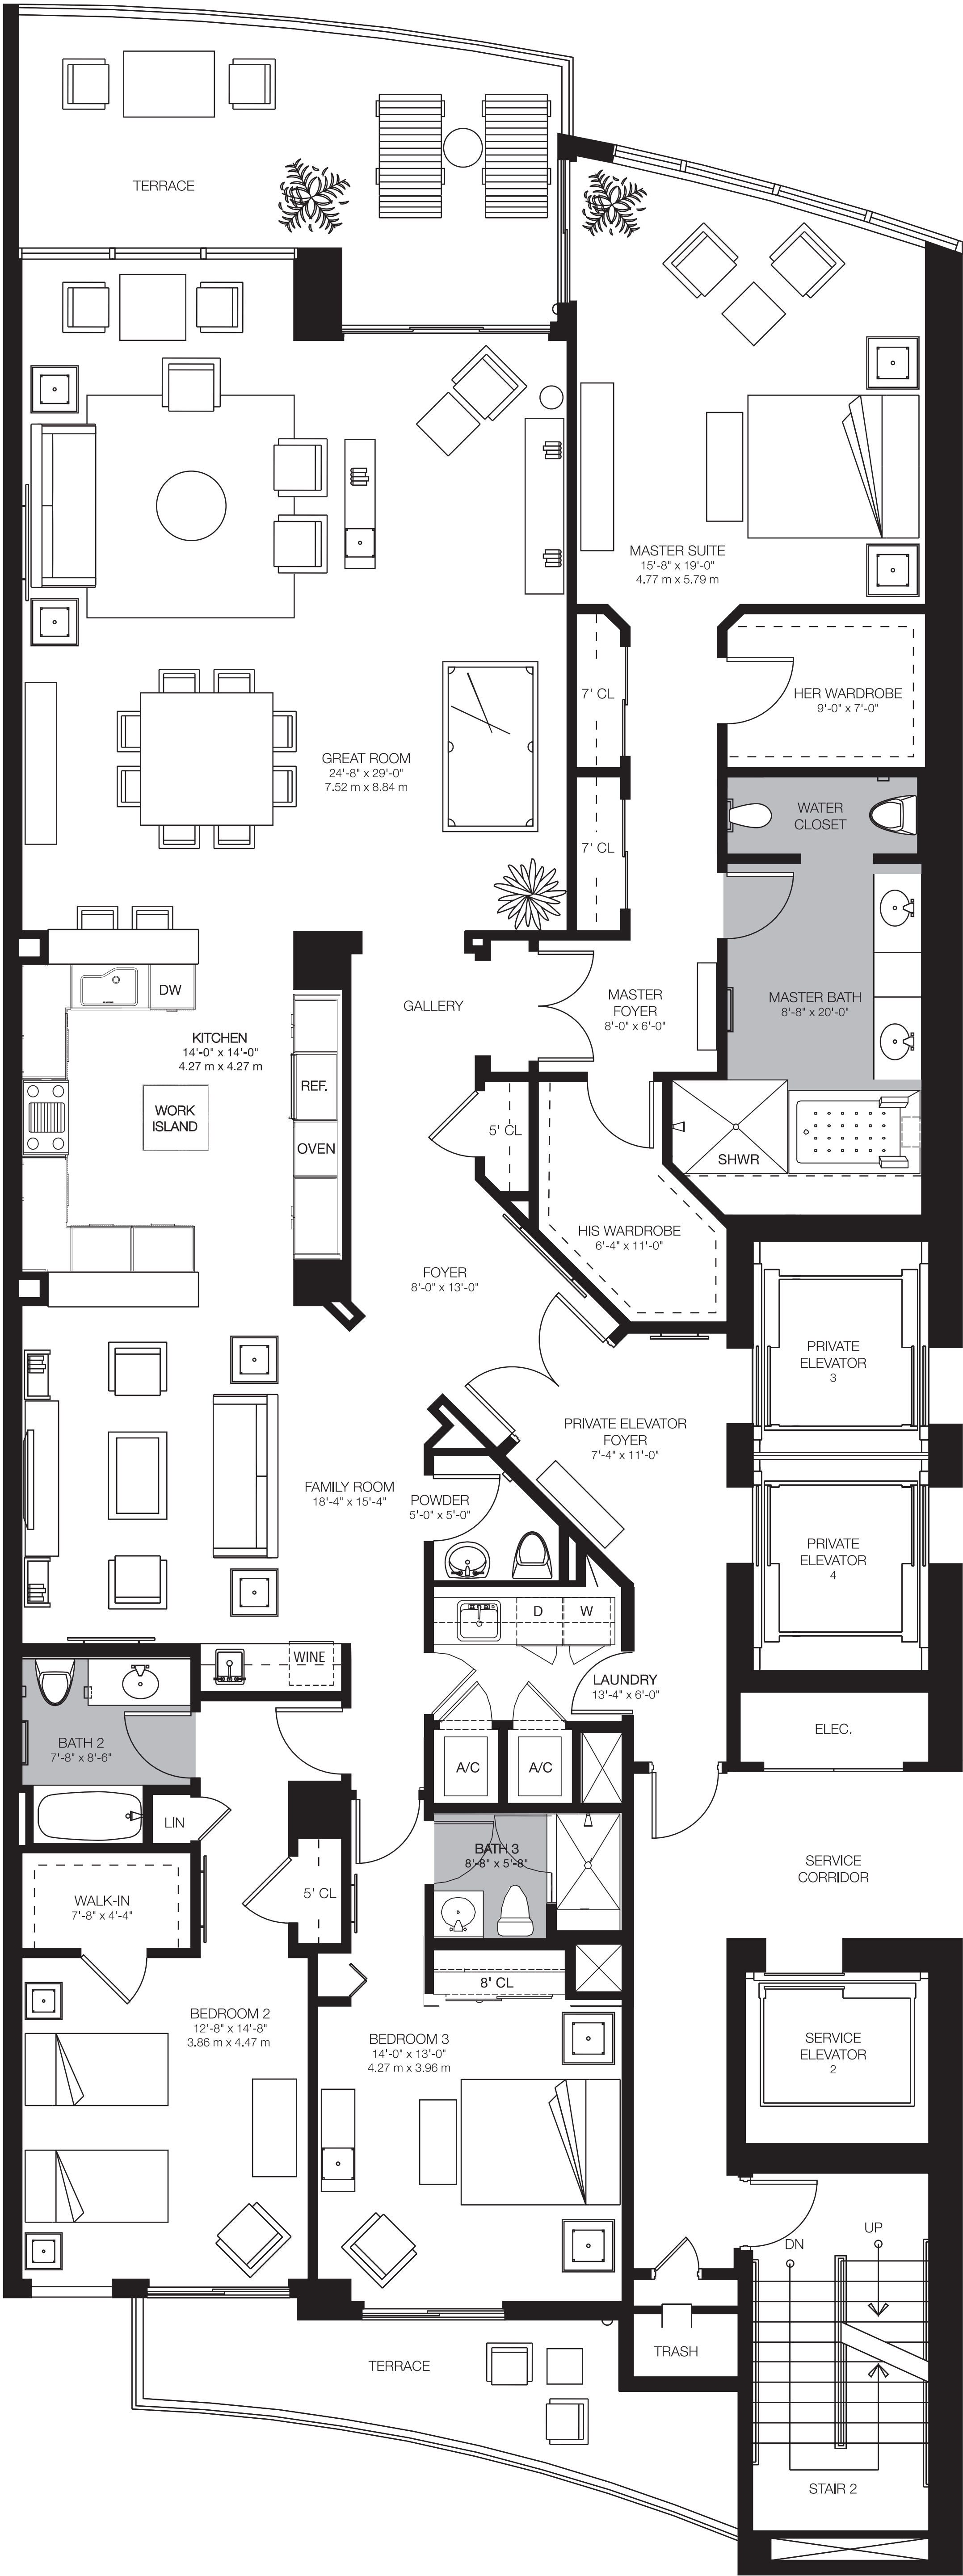 TERRACE
MASTER SUITE
15'-8" x 19'-0"
4.77 m x 5.79 m
7' CL
HER WARDROBE
9'-0" x 7'-0"
GREAT ROOM
24'-8" x 29'-0"
7.52 m x 8.84 m
WATER
CLOSET
7' CL
DW
GALLERY
MASTER
FOYER
8'-0" x 6'-0"
MASTER BATH
8'-8" x 20'-0"
KITCHEN
14'-0" x 14'-0"
4.27 m x 4.27 m
REF.
WORK
ISLAND
OVEN
5' CL
SHWR
HIS WARDROBE
6'-4" x 11'-0"
FOYER
8'-0" x 13'-0"
PRIVATE
ELEVATOR
3
PRIVATE ELEVATOR
FOYER
7'-4" x 11'-0"
FAMILY ROOM
18'-4" x 15'-4"
POWDER
5'-0" x 5'-0"
PRIVATE
ELEVATOR
4
D
W
WINE
LAUNDRY
13'-4" x 6'-0"
BATH 2
7'-8" x 8'-6"
ELEC.
A/C
A/C
LIN
BATH 3
8'-8" x 5'-8"
SERVICE
CORRIDOR
WALK-IN
7'-8" x 4'-4"
5' CL
8' CL
BEDROOM 2
12'-8" x 14'-8"
3.86 m x 4.47 m
BEDROOM 3
14'-0" x 13'-0"
4.27 m x 3.96 m
SERVICE
ELEVATOR
2
UP
DN
TRASH
TERRACE
STAIR 2